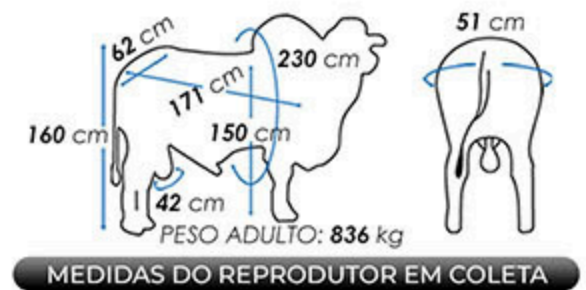 51 cm
62 cm
230 cm
171 cm
160 cm
150 cm
42 cm
PESO ADULTO: 836 kg
MEDIDAS DO REPRODUTOR EM COLETA